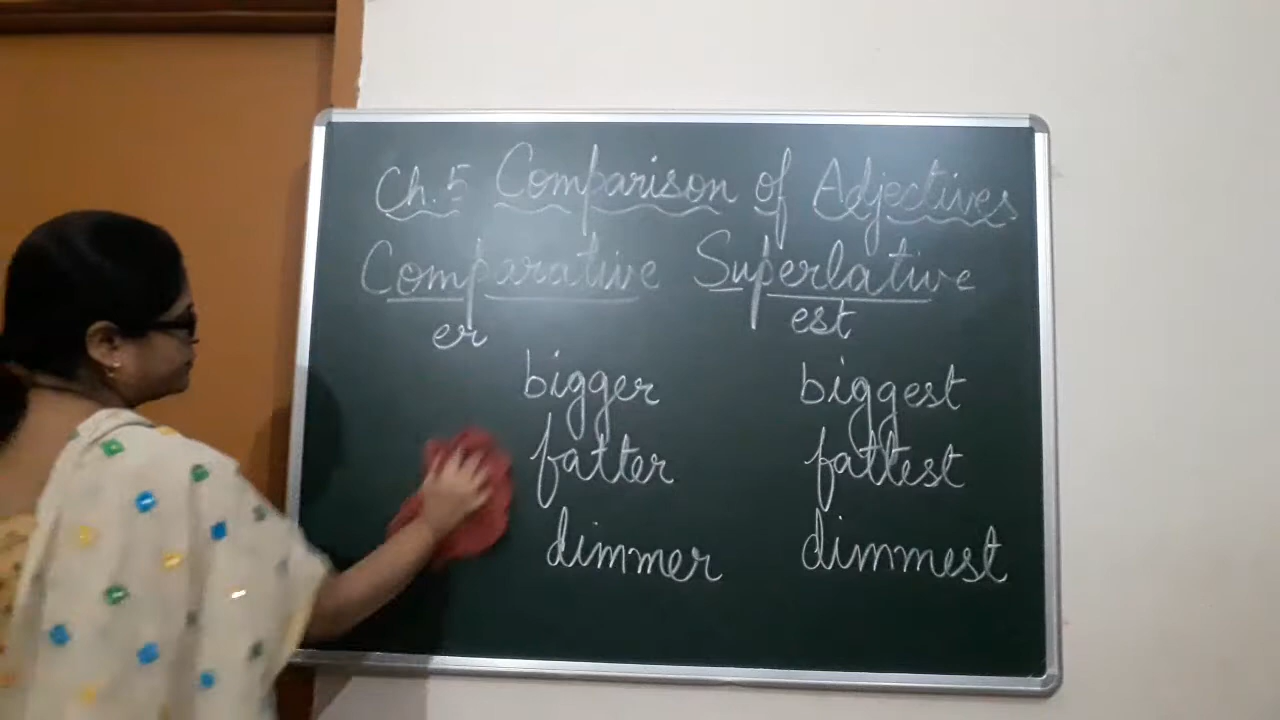 Ch. 5 Comparison of Adjectives
Comparative Superlative
er est
bigger biggest
fatter fattest
dimmer dimmest